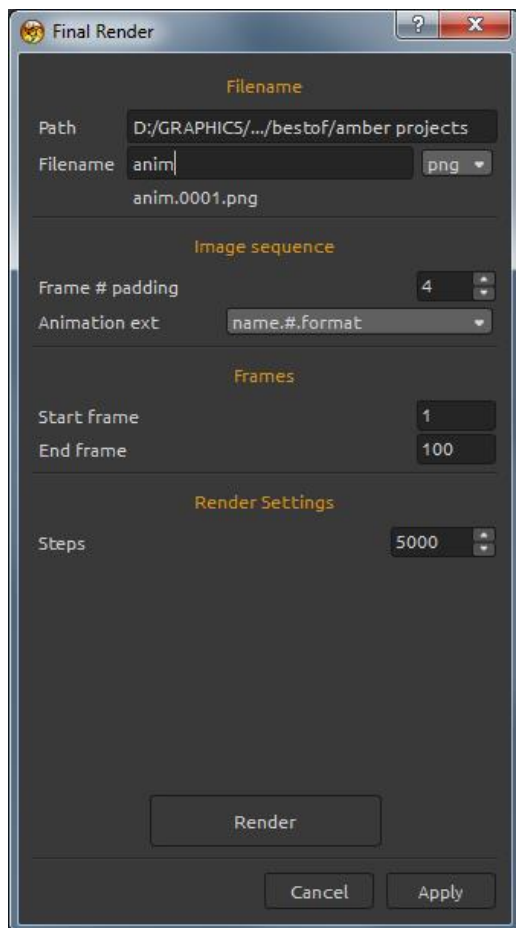 Final Render
Filename
Path D:/GRAPHICS/.../bestof/amber projects
Filename anim png
anim.0001.png
Image sequence
Frame # padding 4
Animation ext name.#.format
Frames
Start frame 1
End frame 100
Render Settings
Steps 5000
Render
Cancel Apply